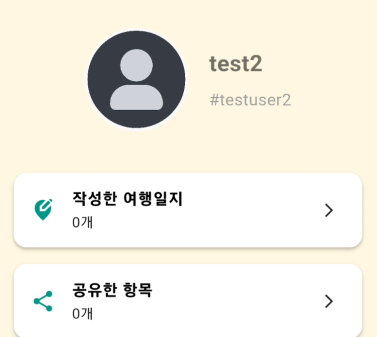 test2
#testuser2
작성한 여행일지
0개
공유한 항목
0개